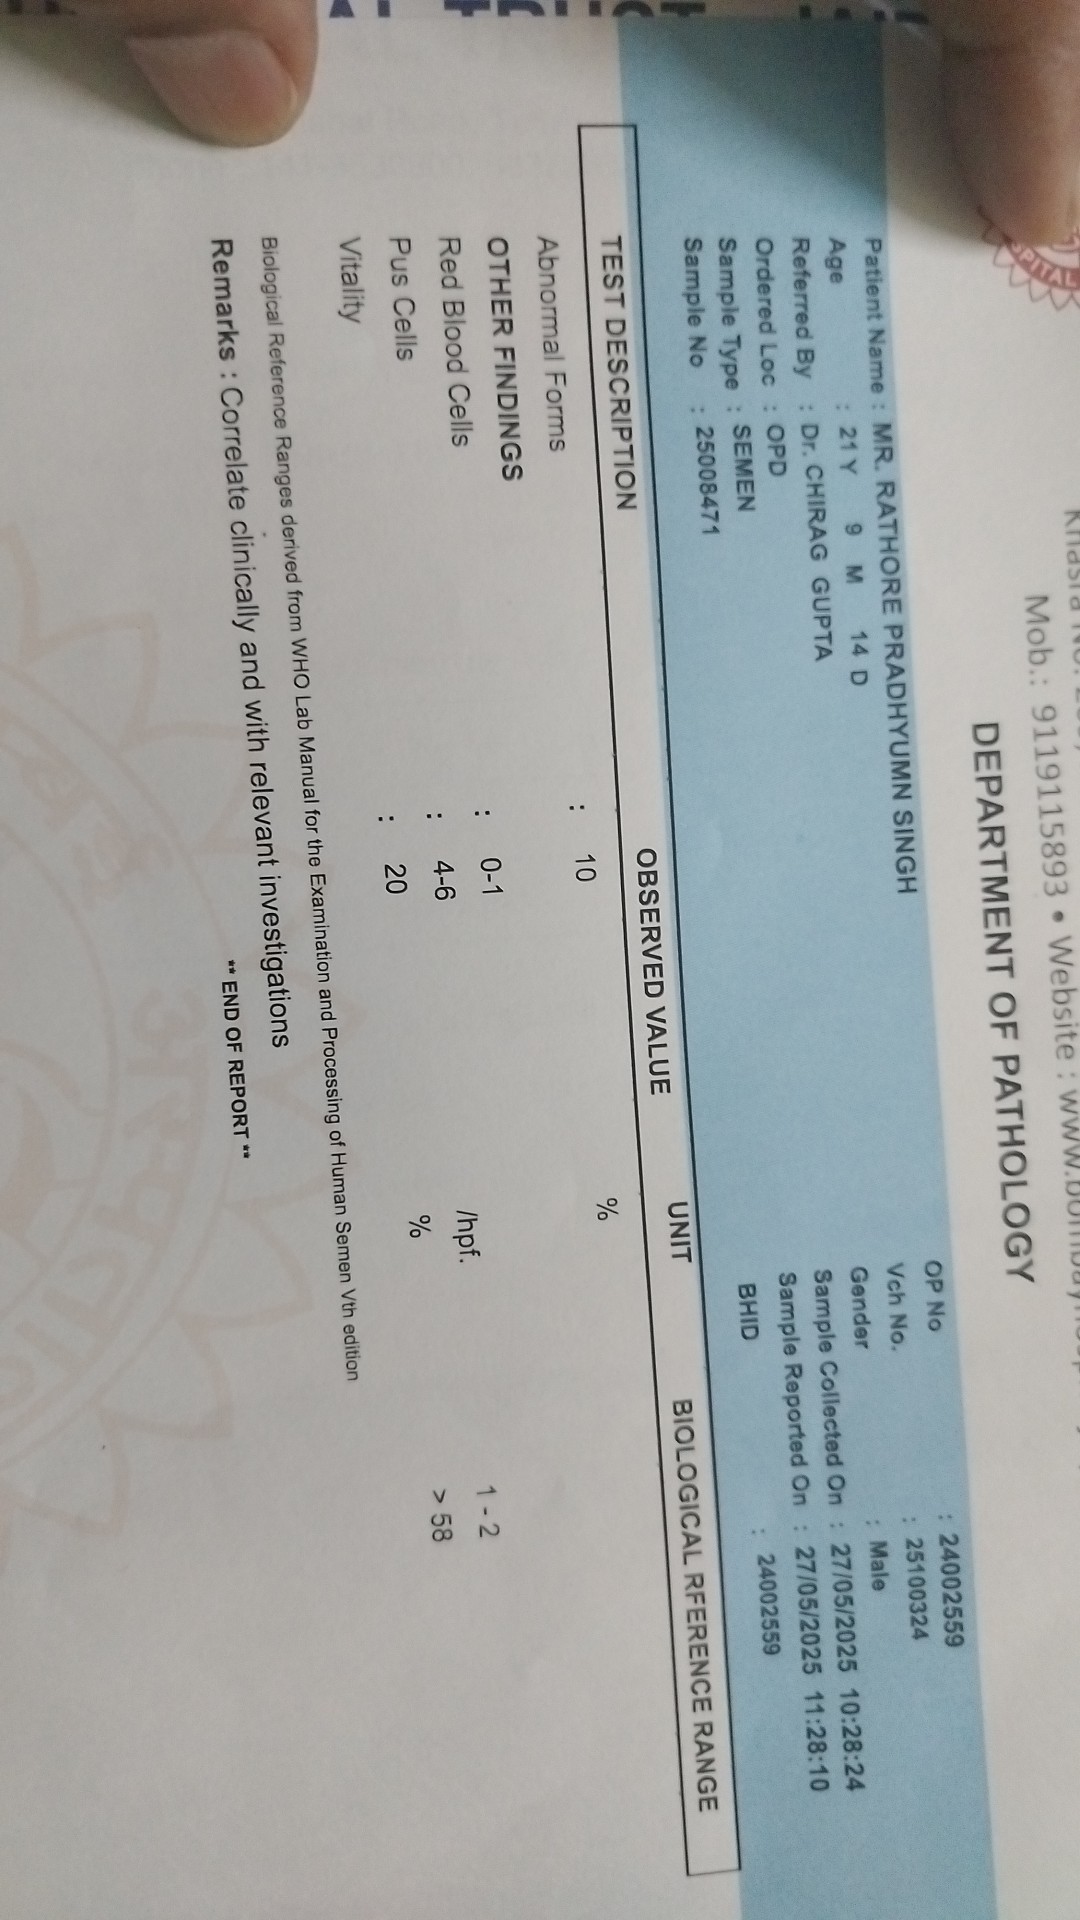 SPITAL
Mob.: 9119115893 • Website :
DEPARTMENT OF PATHOLOGY
Patient Name : MR. RATHORE PRADHYUMN SINGH OP No : 24002559
Age : 21 Y 9 M 14 D Vch No. : 25100324
Referred By : Dr. CHIRAG GUPTA Gender : Male
Ordered Loc : OPD Sample Collected On : 27/05/2025 10:28:24
Sample Type : SEMEN Sample Reported On : 27/05/2025 11:28:10
Sample No : 25008471 BHID : 24002559
TEST DESCRIPTION OBSERVED VALUE UNIT BIOLOGICAL RFERENCE RANGE
Abnormal Forms : 10 %
OTHER FINDINGS
Red Blood Cells : 0-1
Pus Cells : 4-6 /hpf. 1 - 2
Vitality : 20 % > 58
Biological Reference Ranges derived from WHO Lab Manual for the Examination and Processing of Human Semen Vth edition
Remarks : Correlate clinically and with relevant investigations
** END OF REPORT **